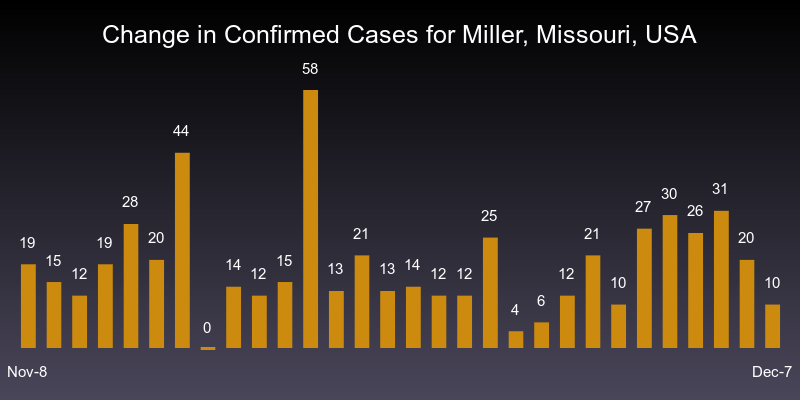 Change in Confirmed Cases for Miller, Missouri, USA
19 15 12 19 28 20 44 0 14 12 15 58 13 21 13 14 12 12 25 4 6 12 21 10 27 30 26 31 20 10
Nov-8 Dec-7